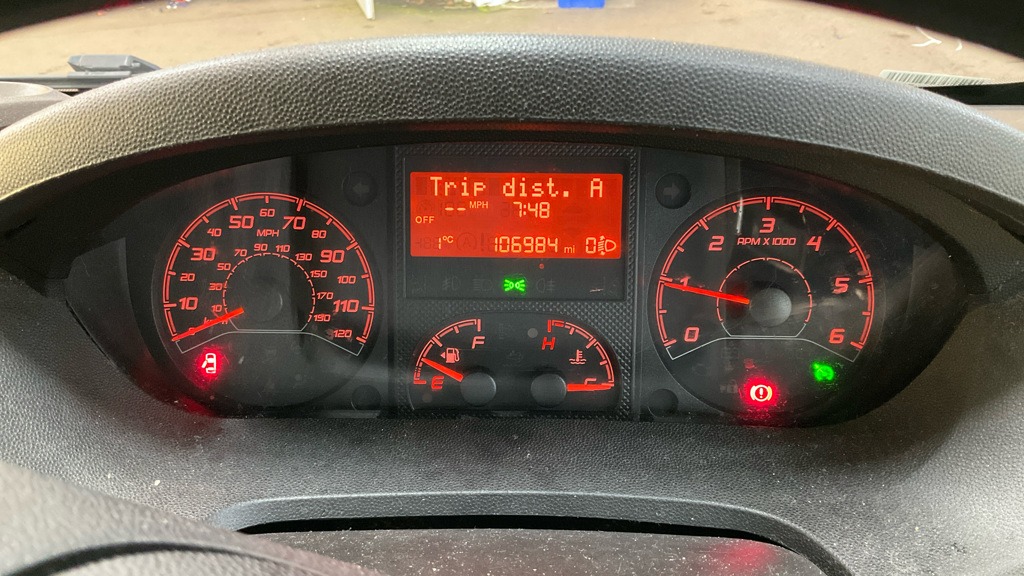 Trip dist. A
-- MPH 7:48
OFF
1°C 106984 mi 0
10 20 30 40 50 60 70 80 90 110 120
MPH
10 30 50 70 90 110 130 150 170
RPM X 1000
0 1 2 3 4 5 6
E F
H C